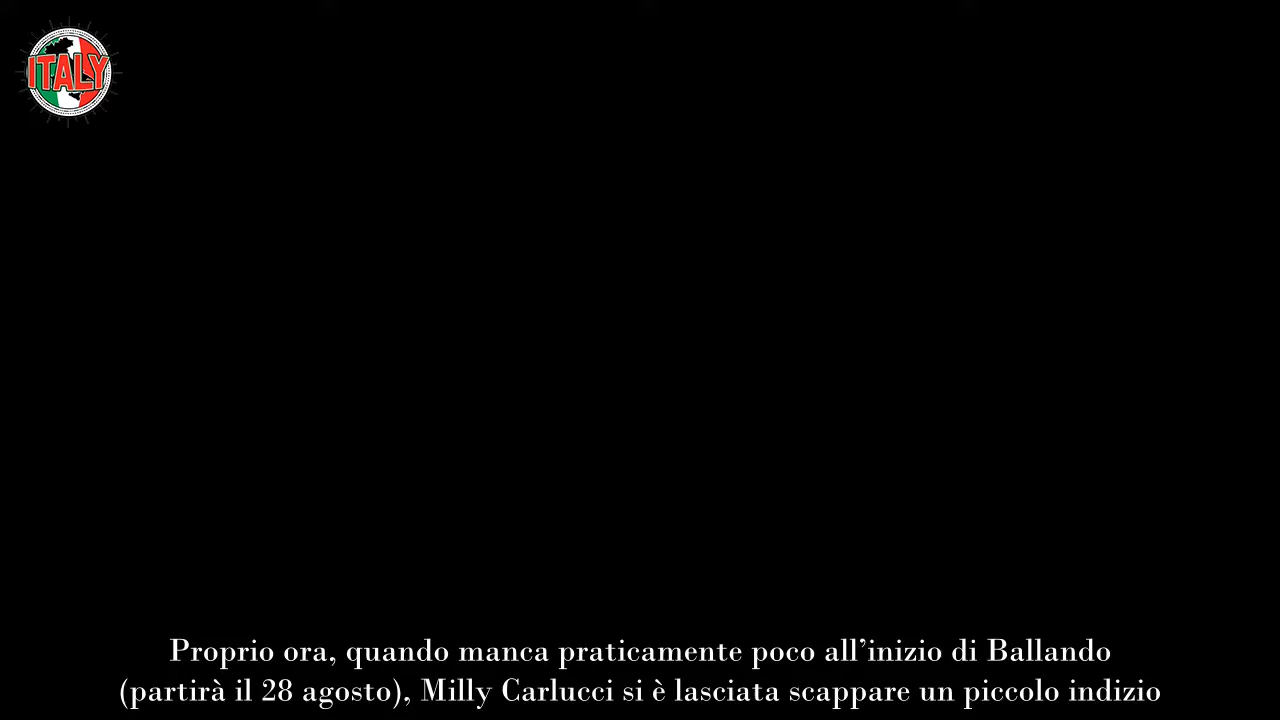 ITALY
Proprio ora, quando manca praticamente poco all’inizio di Ballando
(partirà il 28 agosto), Milly Carlucci si è lasciata scappare un piccolo indizio